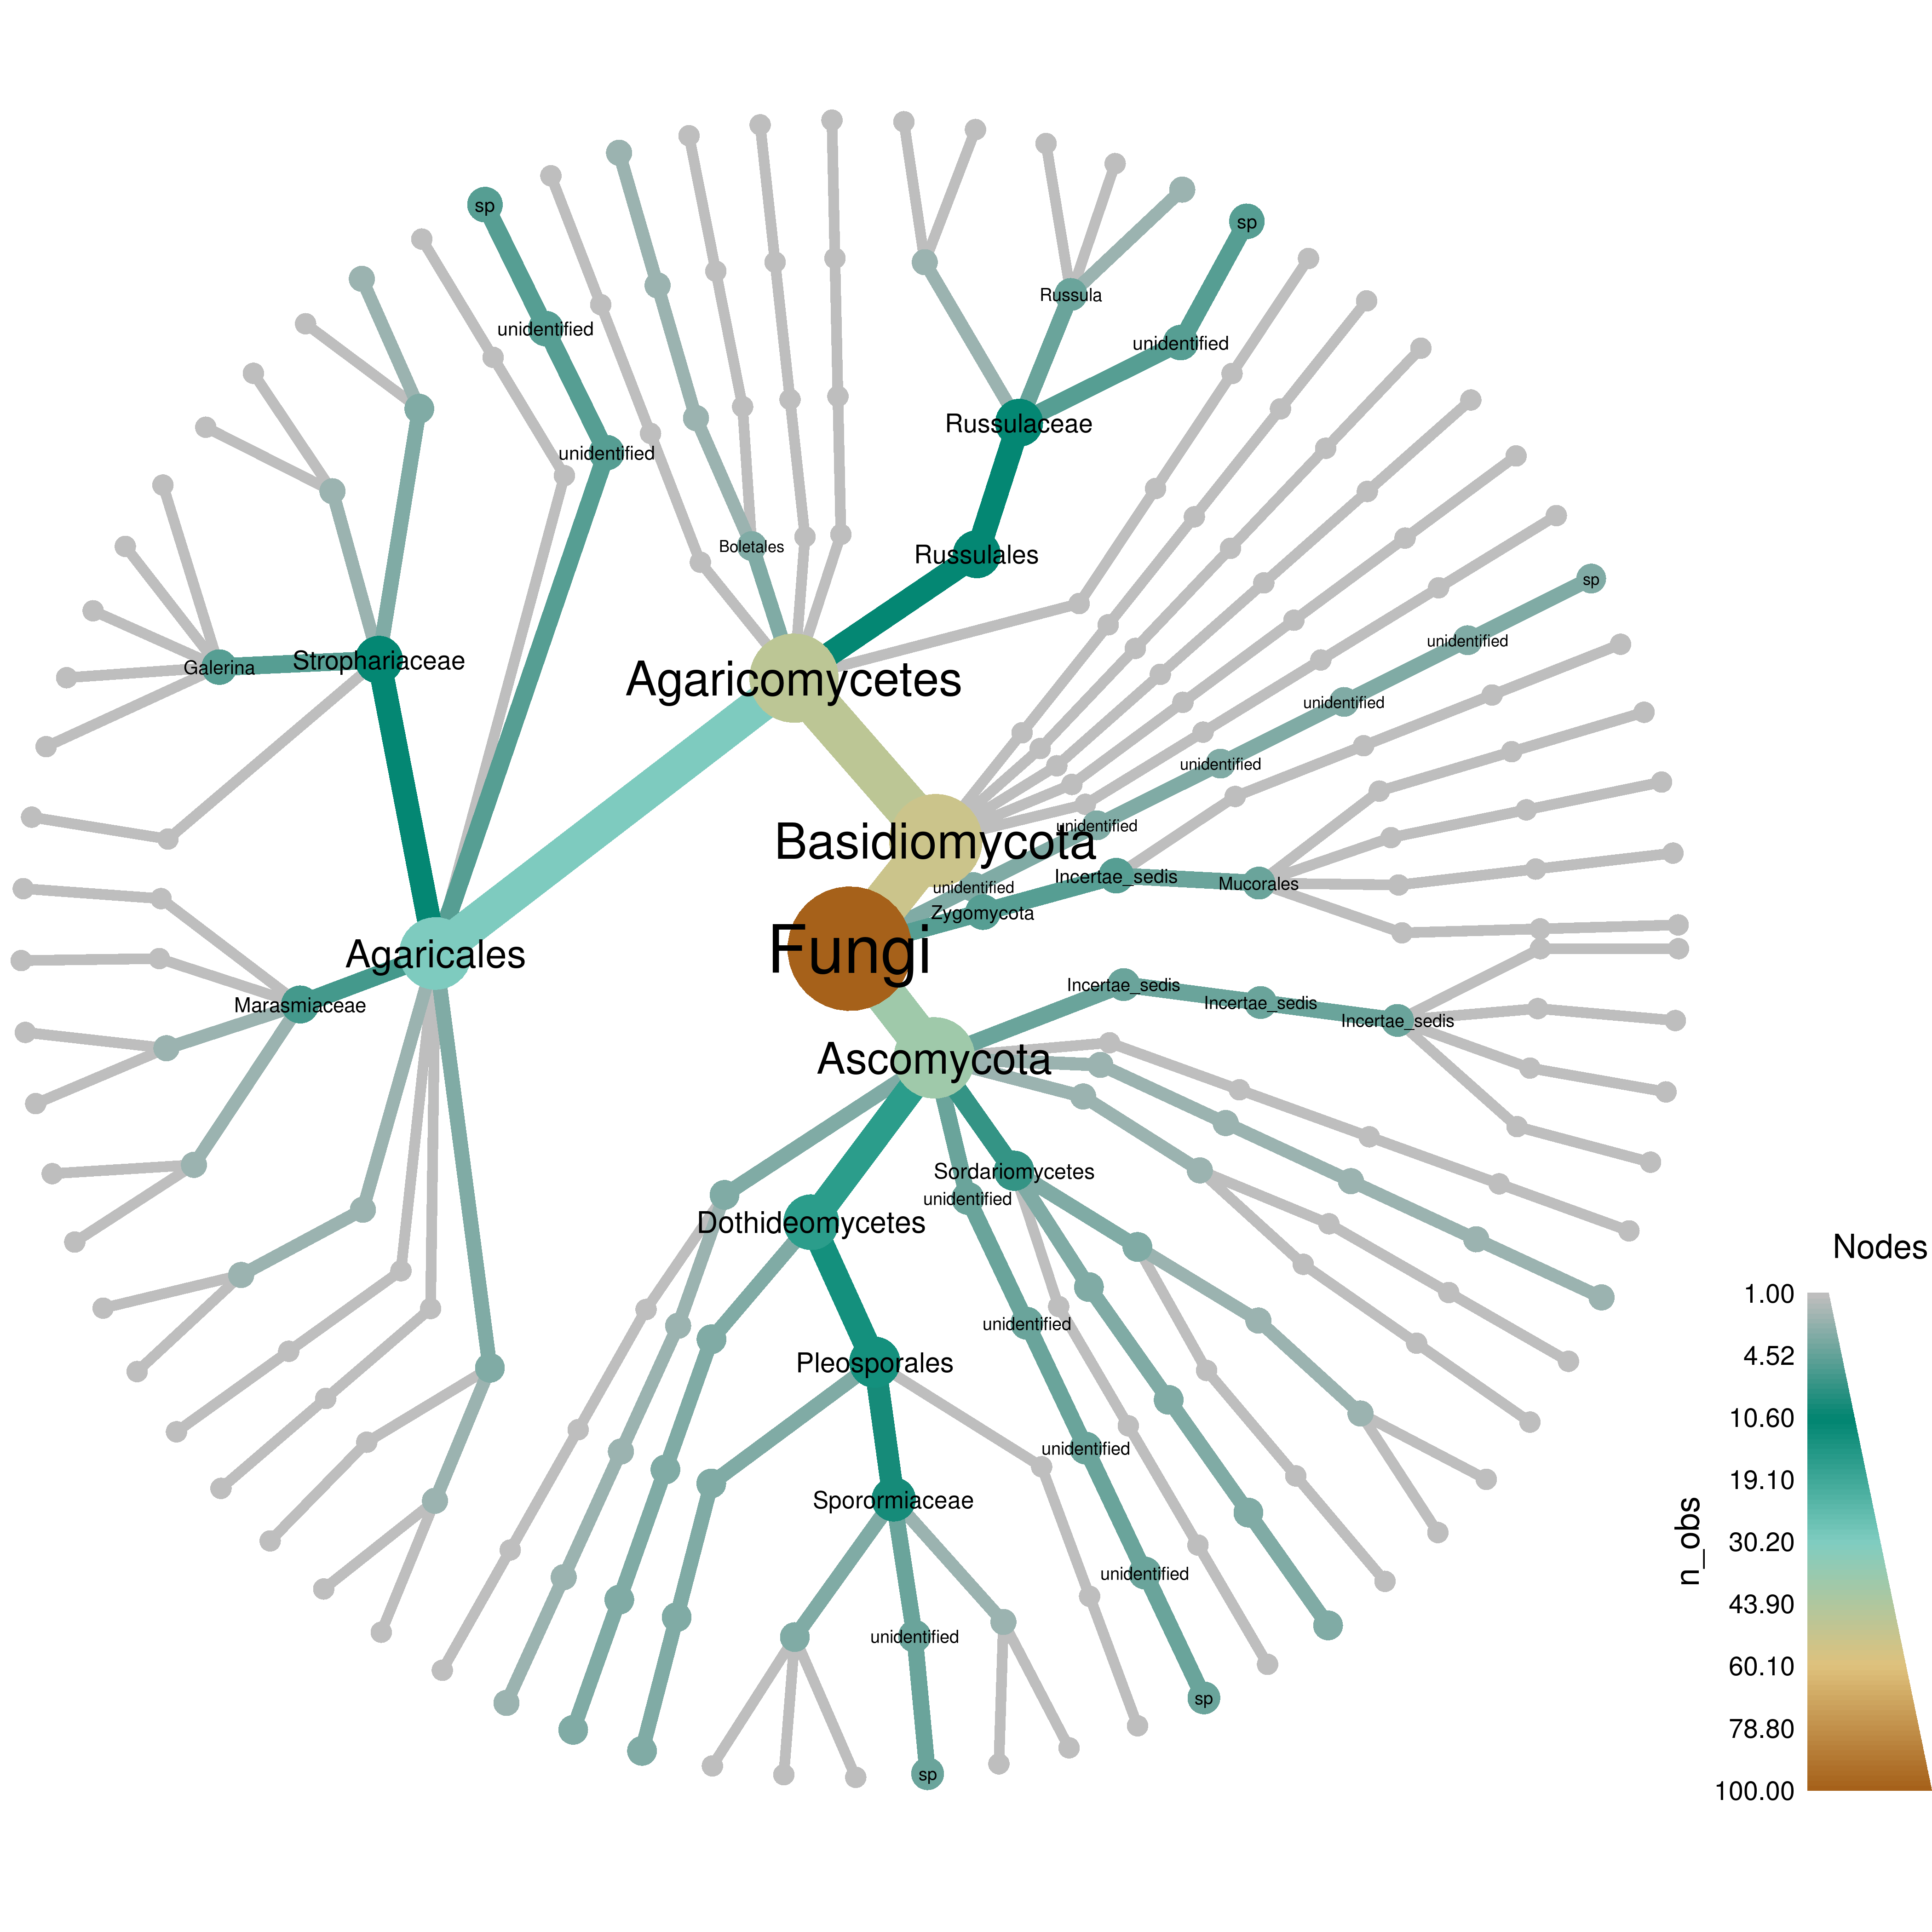 sp
sp
Russula
unidentified
unidentified
Russulaceae
unidentified
Boletales
Russulales
sp
unidentified
Strophariaceae
Galerina
Agaricomycetes
unidentified
unidentified
unidentified
Basidiomycota
Incertae_sedis
Mucorales
unidentified
Zygomycota
Fungi
Agaricales
Incertae_sedis
Incertae_sedis
Marasmiaceae
Incertae_sedis
Ascomycota
Sordariomycetes
unidentified
Dothideomycetes
Nodes
1.00
unidentified
4.52
Pleosporales
10.60
unidentified
19.10
Sporormiaceae
n_obs
30.20
unidentified
43.90
unidentified
60.10
sp
78.80
sp
100.00